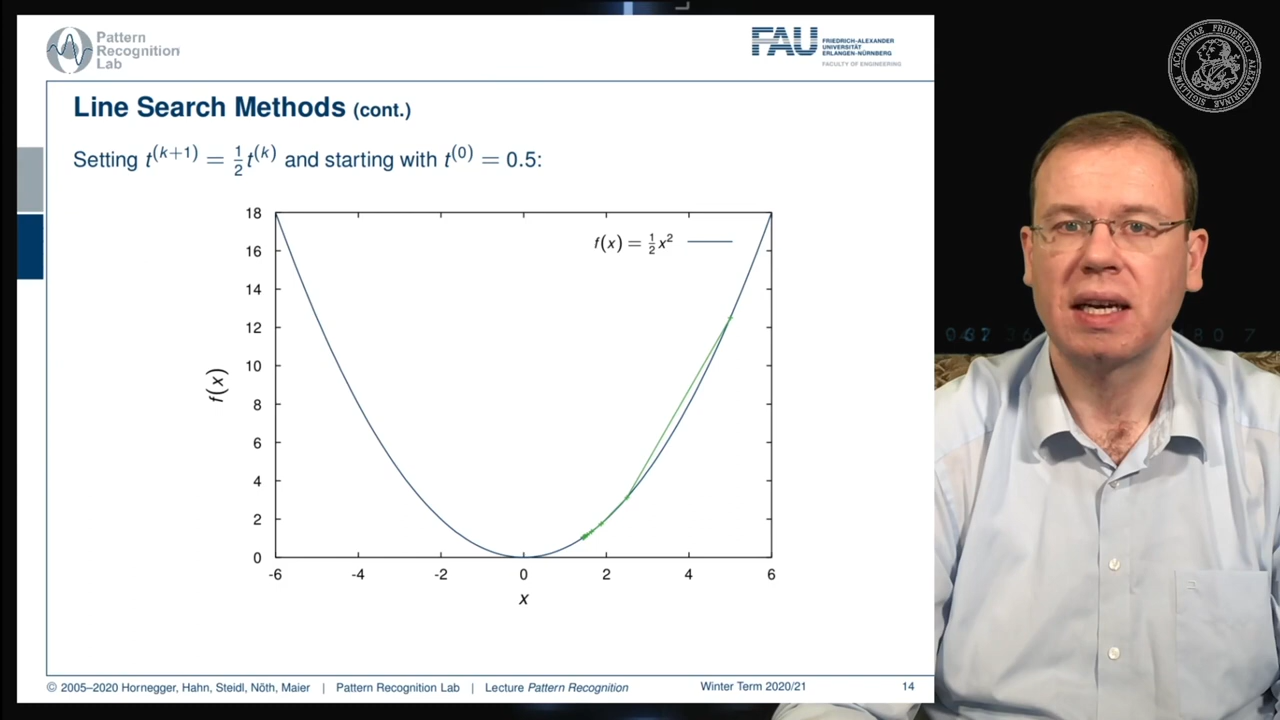 Pattern
Recognition
Lab
FAU
FRIEDRICH-ALEXANDER
UNIVERSITÄT
ERLANGEN-NÜRNBERG
FACULTY OF ENGINEERING
Line Search Methods (cont.)
Setting t^(k+1) = 1/2 t^(k) and starting with t^(0) = 0.5:
f(x) = 1/2 x²
18
16
14
12
10
8
6
4
2
0
f(x)
-6 -4 -2 0 2 4 6
x
© 2005–2020 Hornegger, Hahn, Steidl, Nöth, Maier | Pattern Recognition Lab | Lecture Pattern Recognition Winter Term 2020/21 14